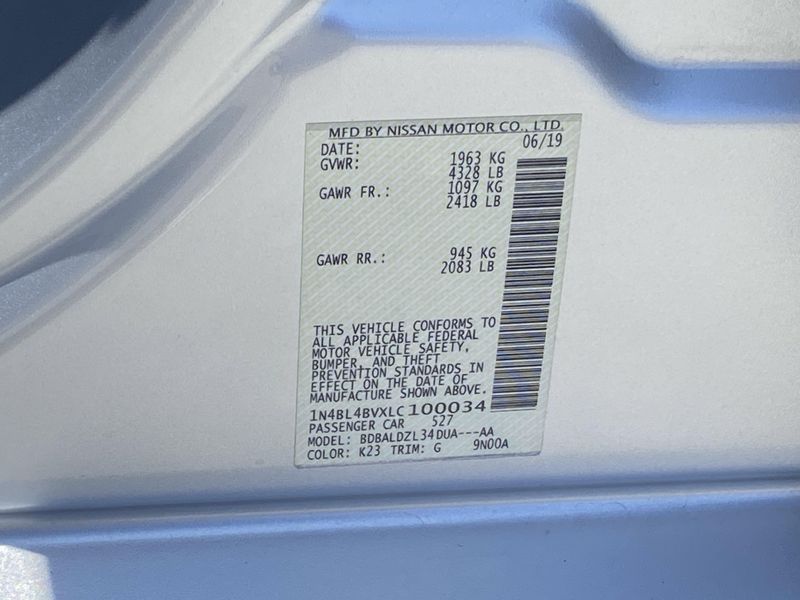 MFD BY NISSAN MOTOR CO., LTD.
DATE: 06/19
GVWR: 1963 KG
4328 LB
GAWR FR.: 1097 KG
2418 LB
GAWR RR.: 945 KG
2083 LB
THIS VEHICLE CONFORMS TO
ALL APPLICABLE FEDERAL
MOTOR VEHICLE SAFETY,
BUMPER, AND THEFT
PREVENTION STANDARDS IN
EFFECT ON THE DATE OF
MANUFACTURE SHOWN ABOVE.
1N4BL4BVXLC100034
PASSENGER CAR 527
MODEL: BDBALDZL34DUA---AA
COLOR: K23 TRIM: G 9N00A